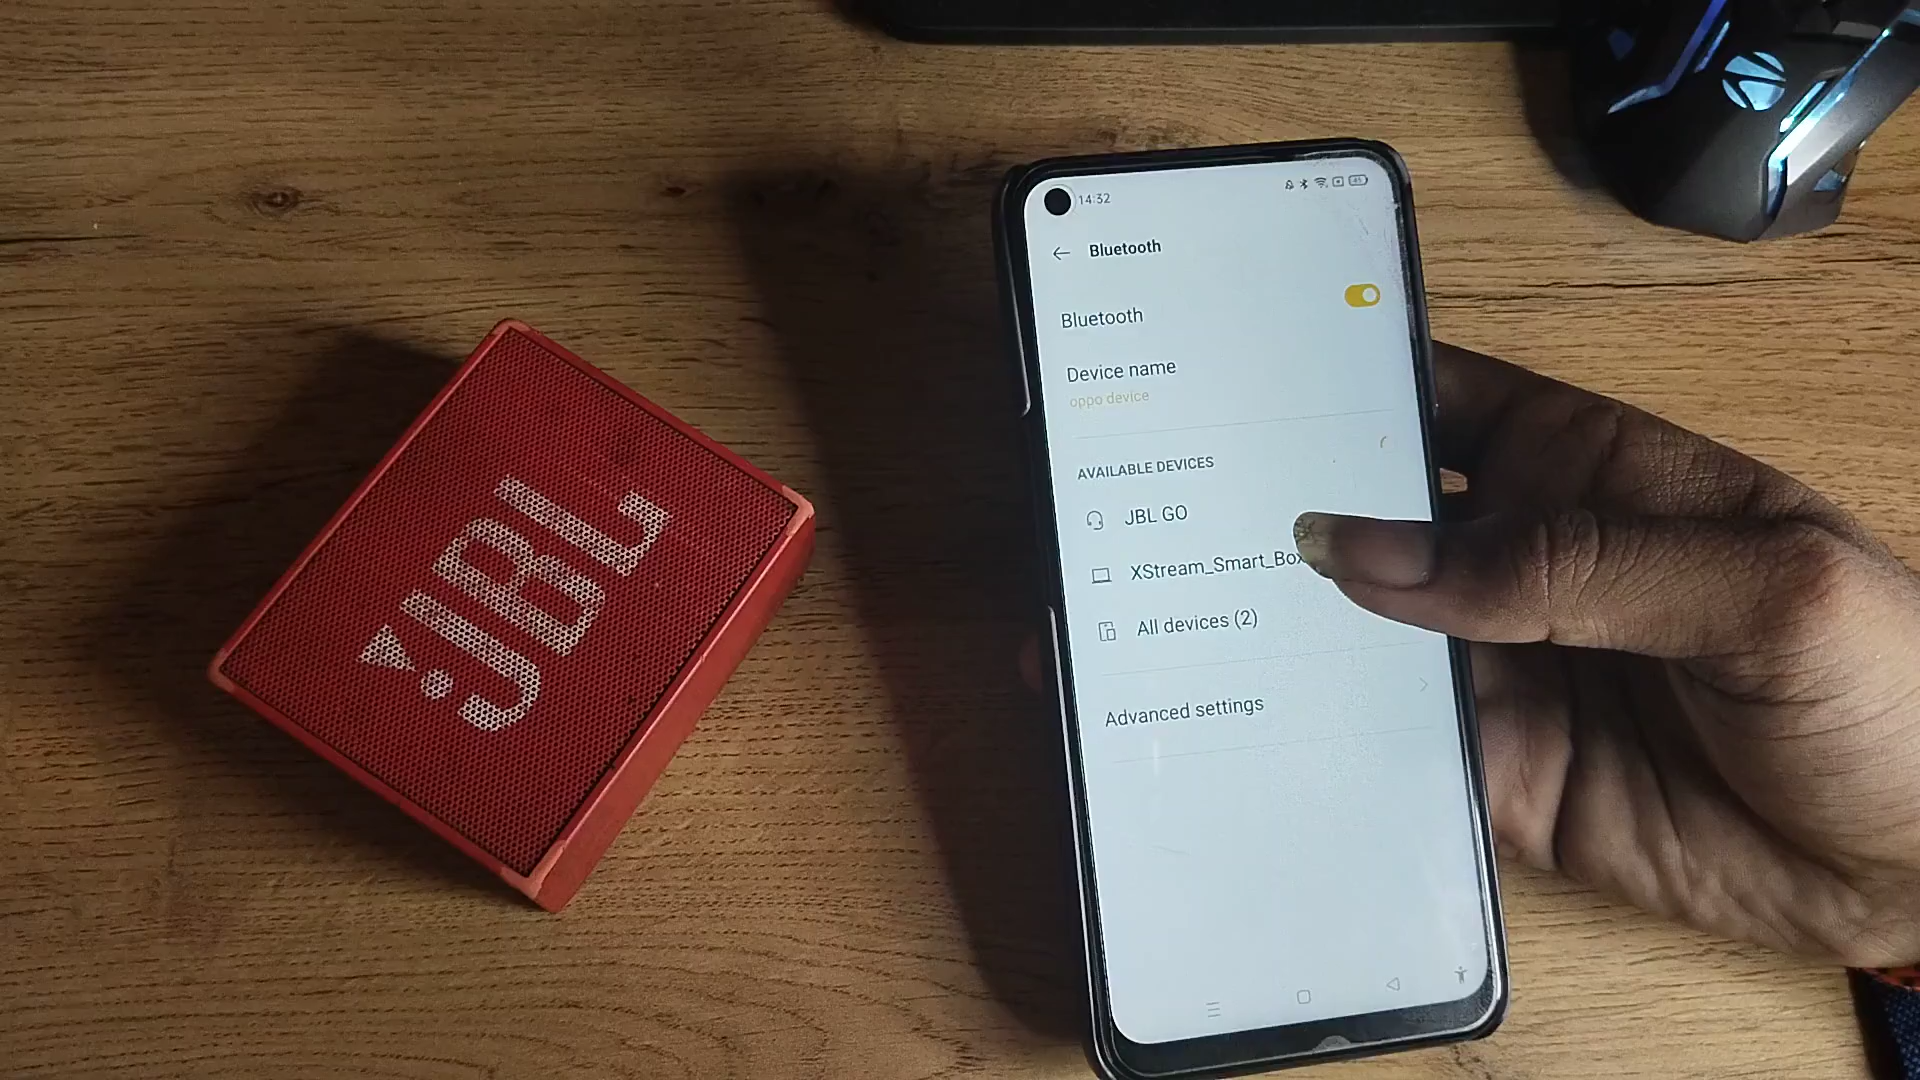 JBL
14:32
45
Bluetooth
Bluetooth
Device name
oppo device
AVAILABLE DEVICES
JBL GO
XStream_Smart_Box
All devices (2)
Advanced settings